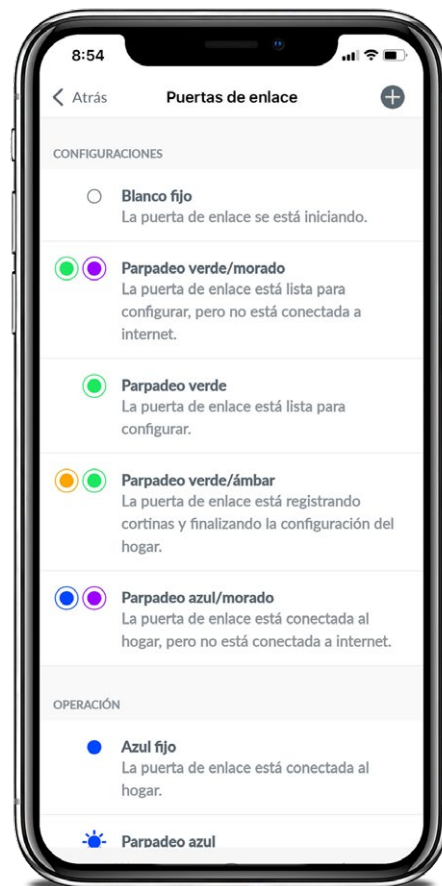 8:54
Atrás
Puertas de enlace
CONFIGURACIONES
Blanco fijo
La puerta de enlace se está iniciando.
Parpadeo verde/morado
La puerta de enlace está lista para
configurar, pero no está conectada a
internet.
Parpadeo verde
La puerta de enlace está lista para
configurar.
Parpadeo verde/ámbar
La puerta de enlace está registrando
cortinas y finalizando la configuración del
hogar.
Parpadeo azul/morado
La puerta de enlace está conectada al
hogar, pero no está conectada a internet.
OPERACIÓN
Azul fijo
La puerta de enlace está conectada al
hogar.
Parpadeo azul